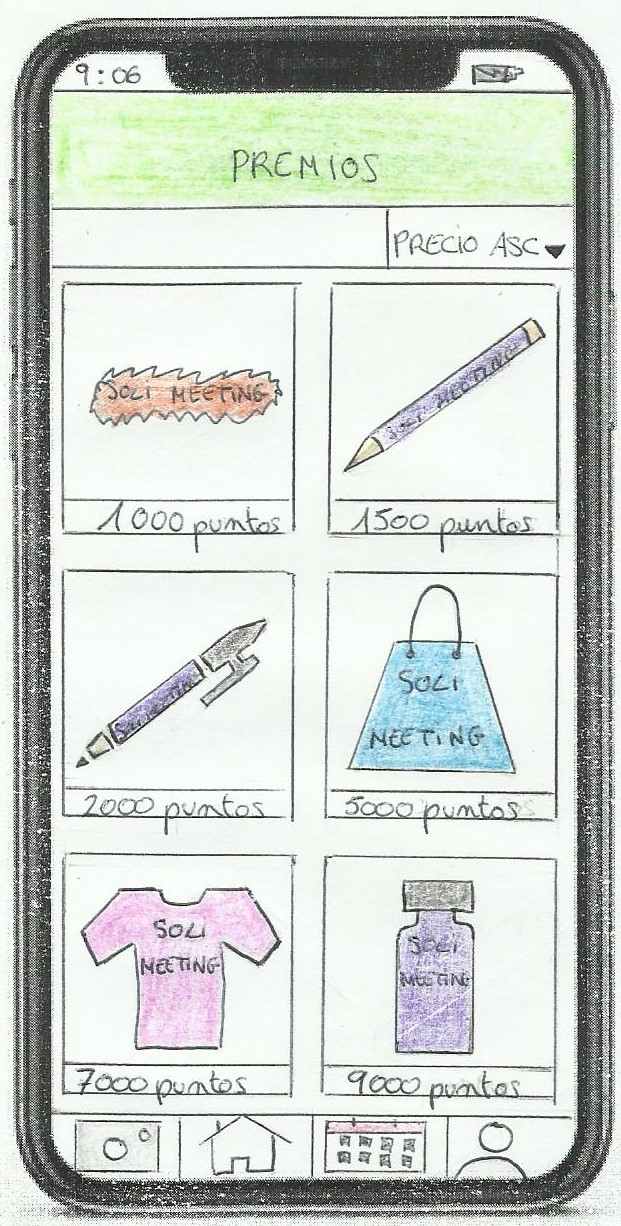 9:06
PREMIOS
PRECIO ASC
SOLI MEETING
SOLI MEETING
1000 puntos
1500 puntos
SOLI
MEETING
2000 puntos
5000 puntos
SOLI
MEETING
SOLI
MEETING
7000 puntos
9000 puntos